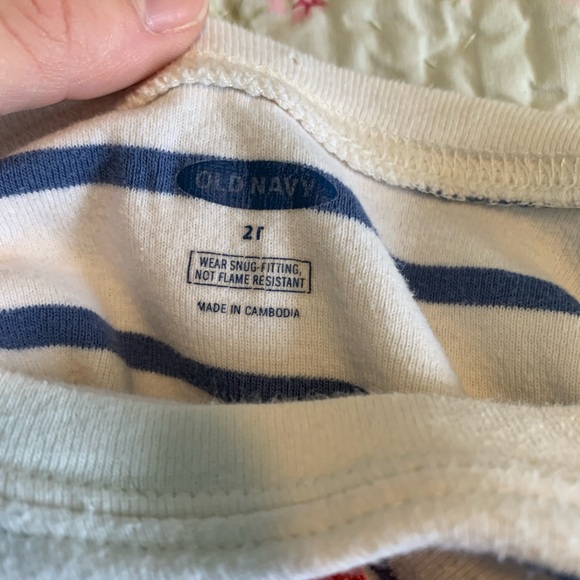 OLD NAVY
2T
WEAR SNUG-FITTING,
NOT FLAME RESISTANT
MADE IN CAMBODIA